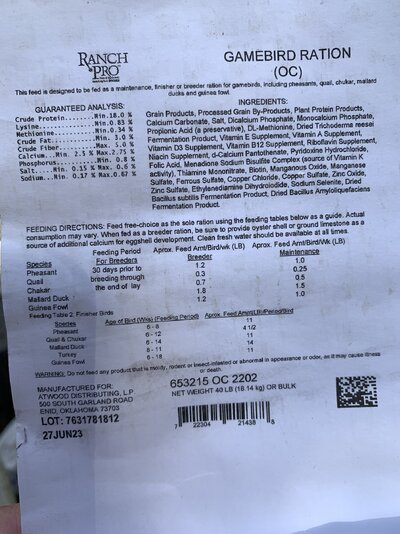 RANCH
PRO
GAMEBIRD RATION
(OC)
This feed is designed to be fed as a maintenance, finisher or breeder ration for gamebirds, including pheasants, quail, chukar, mallard
ducks and guinea fowl.
GUARANTEED ANALYSIS:
Crude Protein.......Min.18.0 %
Lysine..............Min.0.83 %
Methionine..........Min.0.34 %
Crude Fat...........Min. 3.0 %
Crude Fiber.........Max. 5.0 %
Calcium...Min. 2.3 % Max.2.75 %
Phosphorus..........Min. 0.8 %
Salt....Min. 0.15 % Max. 0.6 %
Sodium..Min. 0.17 % Max.0.67 %
INGREDIENTS:
Grain Products, Processed Grain By-Products, Plant Protein Products,
Calcium Carbonate, Salt, Dicalcium Phosphate, Monocalcium Phosphate,
Propionic Acid (a preservative), DL-Methionine, Dried Trichoderma reesei
Fermentation Product, Vitamin E Supplement, Vitamin A Supplement,
Vitamin D3 Supplement, Vitamin B12 Supplement, Riboflavin Supplement,
Niacin Supplement, d-Calcium Pantothenate, Pyridoxine Hydrochloride,
Folic Acid, Menadione Sodium Bisulfite Complex (source of Vitamin K
activity), Thiamine Mononitrate, Biotin, Manganous Oxide, Manganous
Sulfate, Ferrous Sulfate, Copper Chloride, Copper Sulfate, Zinc Oxide,
Zinc Sulfate, Ethylenediamine Dihydroiodide, Sodium Selenite, Dried
Bacillus subtilis Fermentation Product, Dried Bacillus Amyloliquefaciens
Fermentation Product.
FEEDING DIRECTIONS: Feed free-choice as the sole ration using the feeding tables below as a guide. Actual
consumption may vary. When fed as a breeder ration, be sure to provide oyster shell or ground limestone as a
source of additional calcium for eggshell development. Clean fresh water should be available at all times.
Feeding Period Aprox. Feed Amt/Bird/wk (LB) Aprox. Feed Amt/Bird/Wk (LB)
Species For Breeders Breeder Maintenance
Pheasant 30 days prior to 1.2 1.0
Quail breeding through 0.3 0.25
Chukar the end of lay 0.7 0.5
Mallard Duck 1.8 1.5
Guinea Fowl 1.2 1.0
Feeding Table 2: Finisher Birds
Species Age of Bird (Wks) (Feeding Period) Aprox. Feed Amt(LB)/Period/Bird
Pheasant 6 - 8 11
Quail & Chukar 6 - 12 4 1/2
Mallard Duck 6 - 14 14
Turkey 8 - 11 11
Guinea Fowl 6 - 18
WARNING: Do not feed any product that is moldy, rodent or insect-infested or abnormal in appearance or odor, as it may cause illness
or death.
MANUFACTURED FOR:
ATWOOD DISTRIBUTING, L.P
500 SOUTH GARLAND ROAD
ENID, OKLAHOMA 73703
LOT: 7631781812
27JUN23
653215 OC 2202
NET WEIGHT 40 LB (18.14 kg) OR BULK
7 22304 21438 8